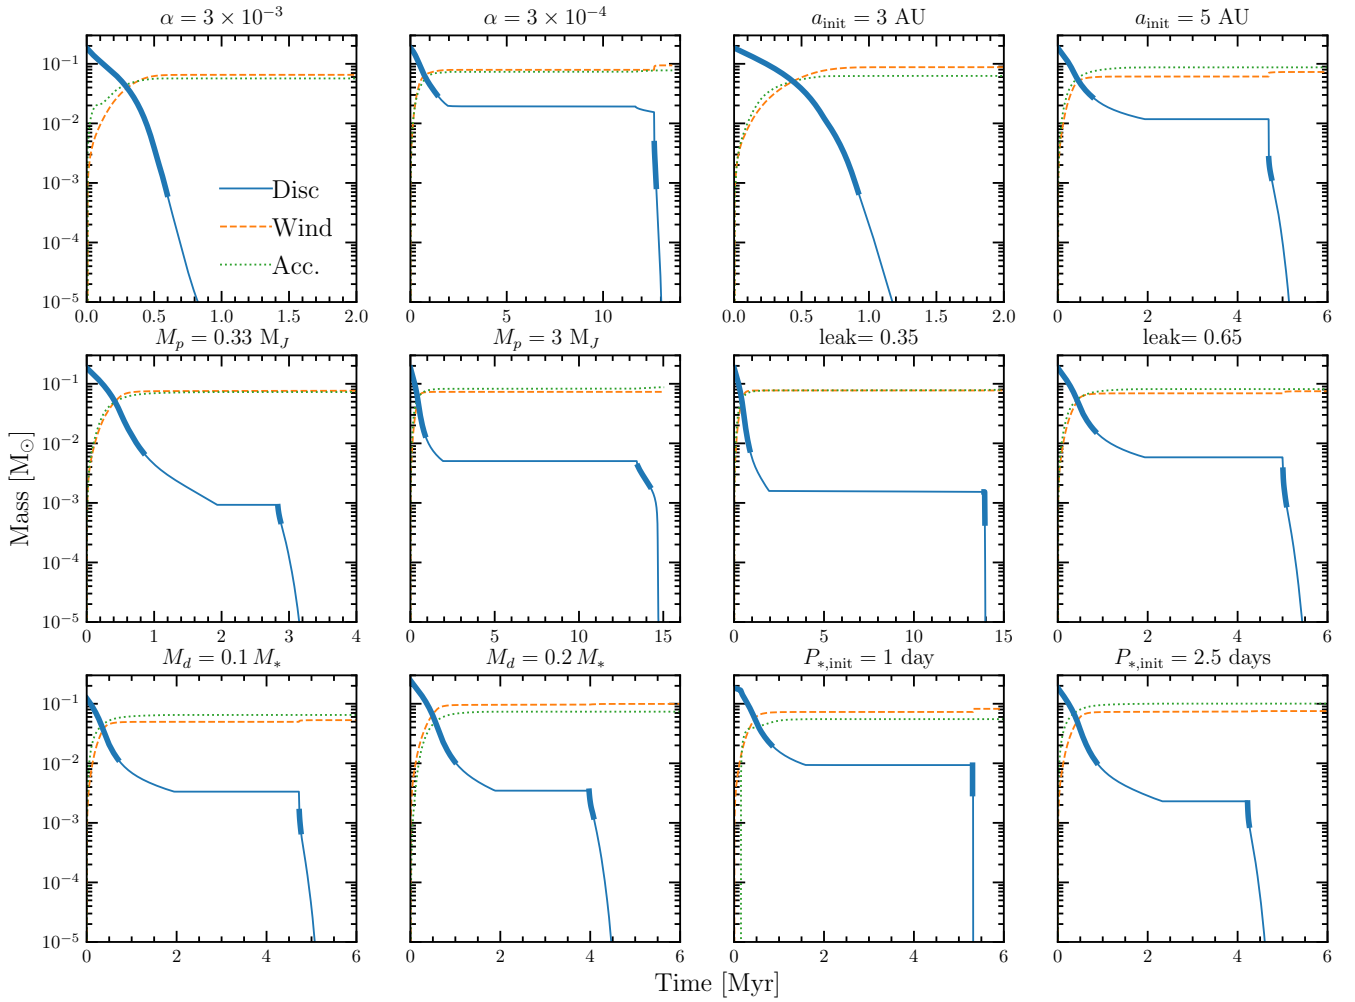 α = 3 × 10⁻³
α = 3 × 10⁻⁴
a_init = 3 AU
a_init = 5 AU
10⁻¹
10⁻²
10⁻³
10⁻⁴
10⁻⁵
Disc
Wind
Acc.
0.0 0.5 1.0 1.5 2.0
0 5 10
0.0 0.5 1.0 1.5 2.0
0 2 4 6
M_p = 0.33 M_J
M_p = 3 M_J
leak= 0.35
leak= 0.65
Mass [M_⊙]
10⁻¹
10⁻²
10⁻³
10⁻⁴
10⁻⁵
0 1 2 3 4
0 5 10 15
0 5 10 15
0 2 4 6
M_d = 0.1 M_*
M_d = 0.2 M_*
P_*,init = 1 day
P_*,init = 2.5 days
10⁻¹
10⁻²
10⁻³
10⁻⁴
10⁻⁵
0 2 4 6
0 2 4 6
0 2 4 6
0 2 4 6
Time [Myr]